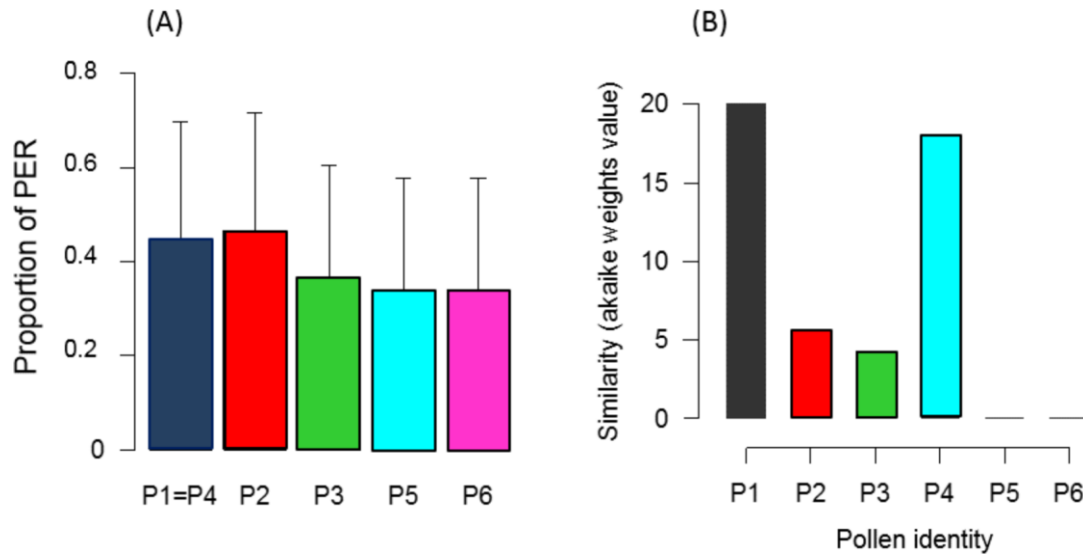 (A)
Proportion of PER
0.8
0.6
0.4
0.2
0
P1=P4 P2 P3 P5 P6
(B)
Similarity (akaike weights value)
20
15
10
5
0
P1 P2 P3 P4 P5 P6
Pollen identity